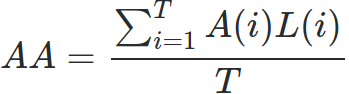 AA = \frac{\sum_{i=1}^{T} A(i)L(i)}{T}